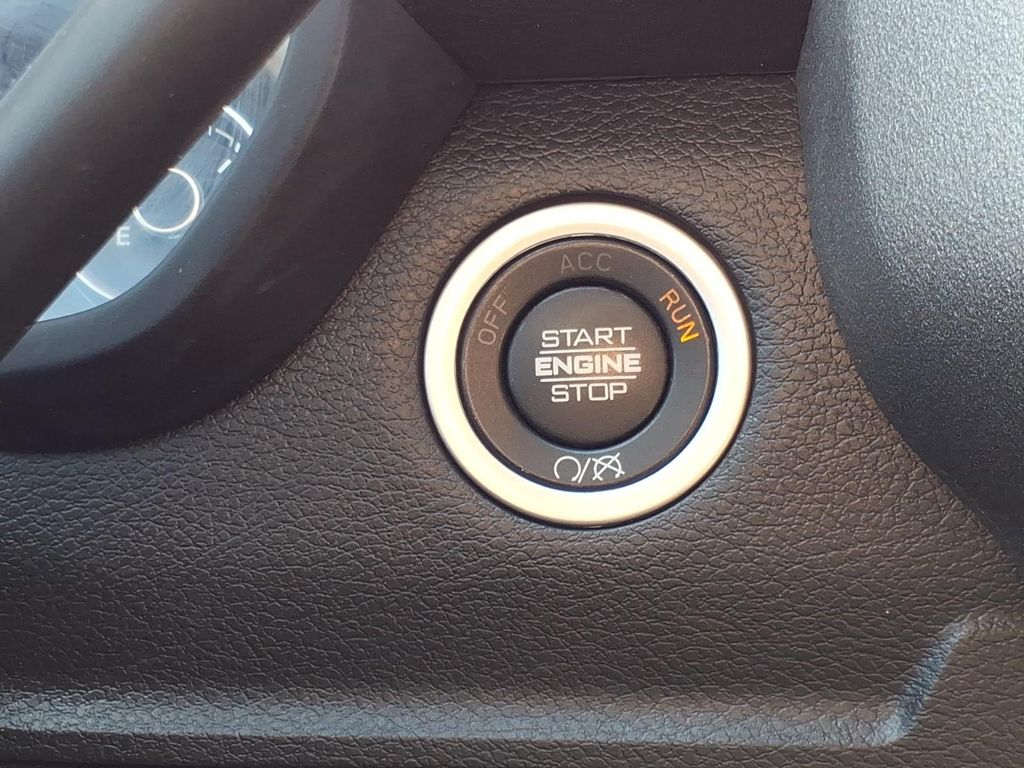 ACC
OFF
RUN
START
ENGINE
STOP
E